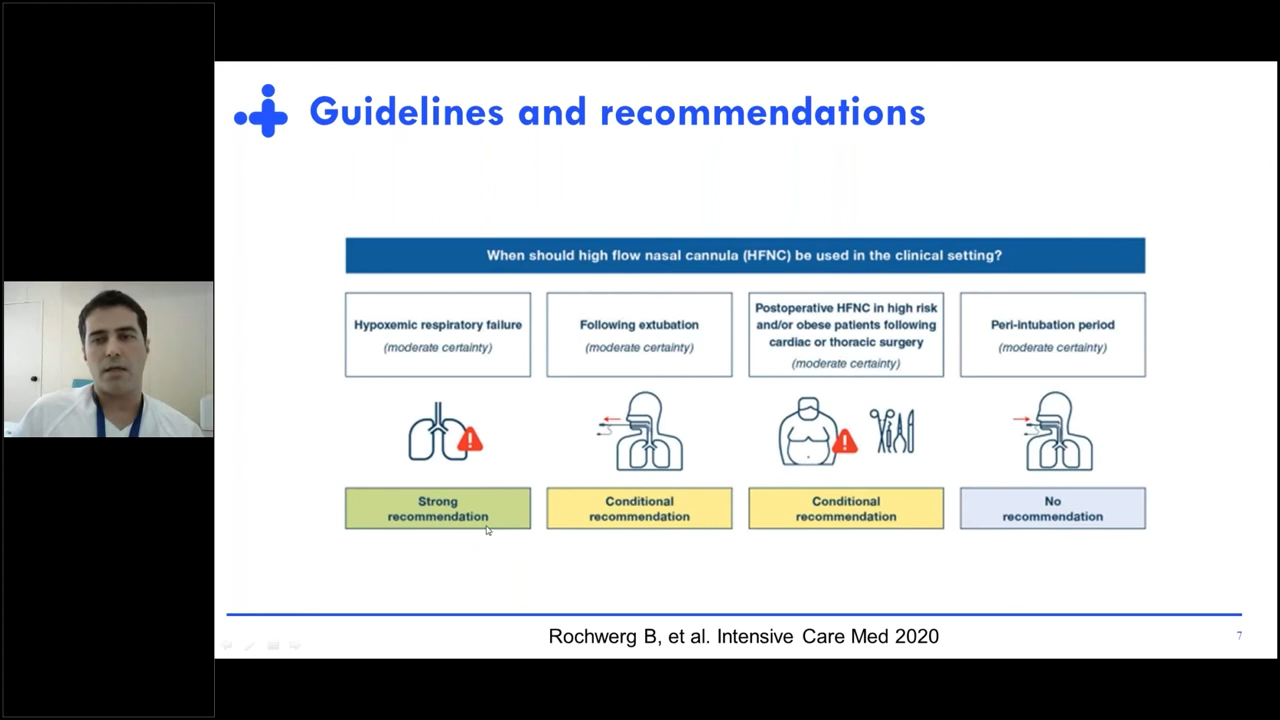 Guidelines and recommendations
When should high flow nasal cannula (HFNC) be used in the clinical setting?
Hypoxemic respiratory failure
(moderate certainty)
Following extubation
(moderate certainty)
Postoperative HFNC in high risk
and/or obese patients following
cardiac or thoracic surgery
(moderate certainty)
Peri-intubation period
(moderate certainty)
Strong
recommendation
Conditional
recommendation
Conditional
recommendation
No
recommendation
Rochwerg B, et al. Intensive Care Med 2020
7